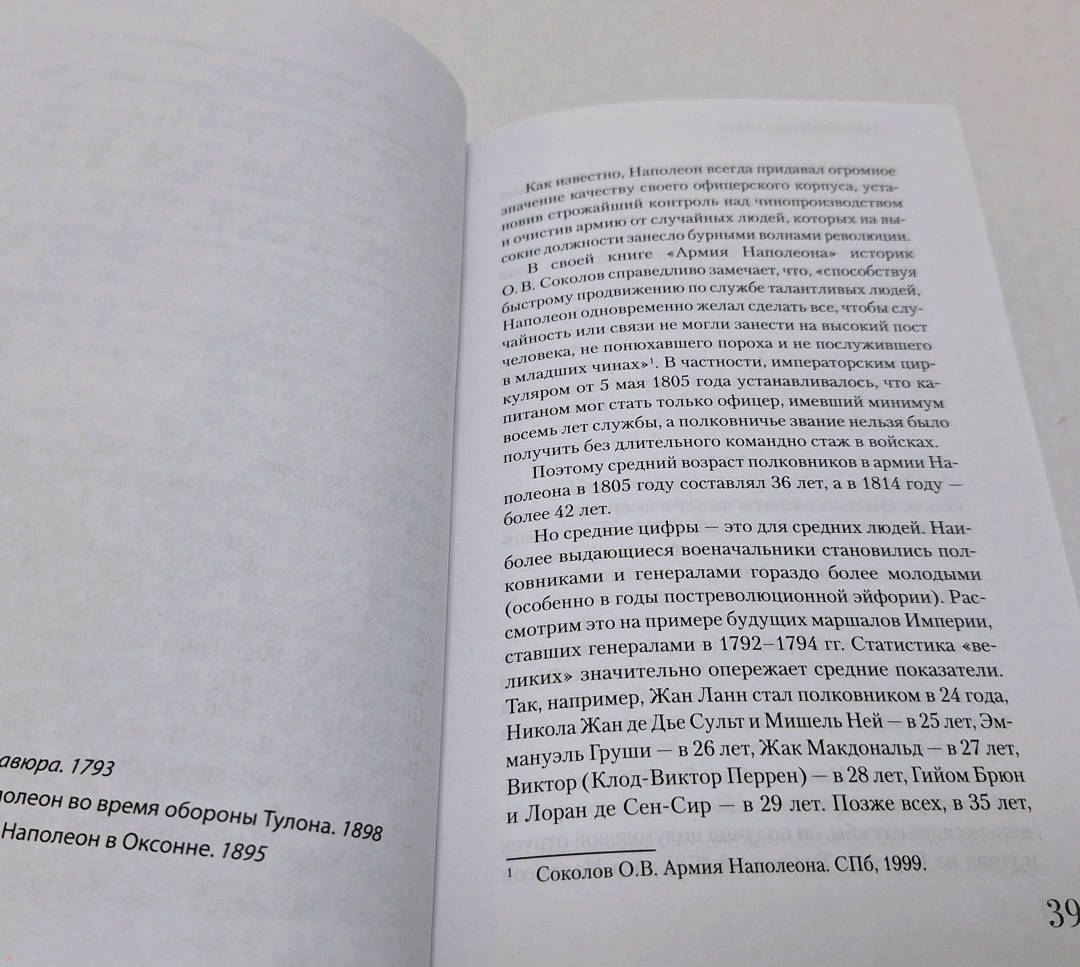 авюра. 1793
полеон во время обороны Тулона. 1898
Наполеон в Оксонне. 1895
Как известно, Наполеон всегда придавал огромное
значение качеству своего офицерского корпуса, уста-
новив строжайший контроль над чинопроизводством
и очистив армию от случайных людей, которых на вы-
сокие должности занесло бурными волнами революции.
В своей книге «Армия Наполеона» историк
О. В. Соколов справедливо замечает, что, «способствуя
быстрому продвижению по службе талантливых людей,
Наполеон одновременно желал сделать все, чтобы слу-
чайность или связи не могли занести на высокий пост
человека, не понюхавшего пороха и не послужившего
в младших чинах»¹. В частности, императорским цир-
куляром от 5 мая 1805 года устанавливалось, что ка-
питаном мог стать только офицер, имевший минимум
восемь лет службы, а полковничье звание нельзя было
получить без длительного командно стаж в войсках.
Поэтому средний возраст полковников в армии На-
полеона в 1805 году составлял 36 лет, а в 1814 году —
более 42 лет.
Но средние цифры — это для средних людей. Наи-
более выдающиеся военачальники становились пол-
ковниками и генералами гораздо более молодыми
(особенно в годы постреволюционной эйфории). Рас-
смотрим это на примере будущих маршалов Империи,
ставших генералами в 1792–1794 гг. Статистика «ве-
ликих» значительно опережает средние показатели.
Так, например, Жан Ланн стал полковником в 24 года,
Никола Жан де Дье Сульт и Мишель Ней — в 25 лет, Эм-
мануэль Груши — в 26 лет, Жак Макдональд — в 27 лет,
Виктор (Клод-Виктор Перрен) — в 28 лет, Гийом Брюн
и Лоран де Сен-Сир — в 29 лет. Позже всех, в 35 лет,
¹ Соколов О.В. Армия Наполеона. СПб, 1999.
39